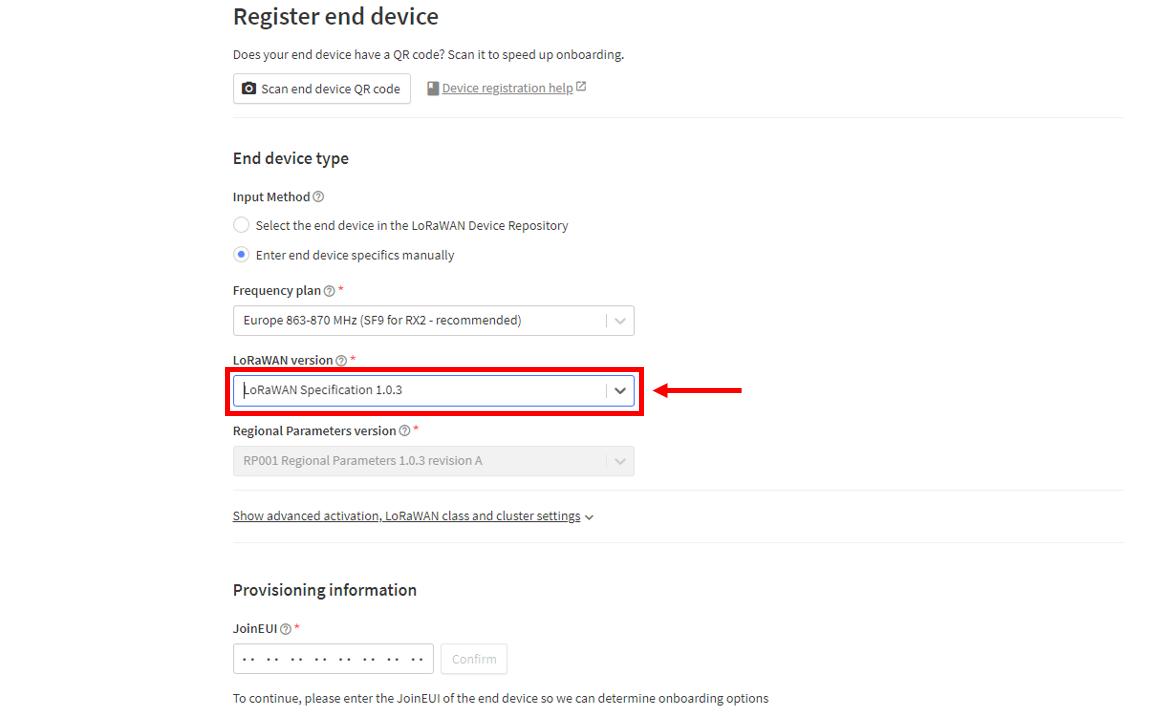 Register end device
Does your end device have a QR code? Scan it to speed up onboarding.
Scan end device QR code
Device registration help
End device type
Input Method
Select the end device in the LoRaWAN Device Repository
Enter end device specifics manually
Frequency plan *
Europe 863-870 MHz (SF9 for RX2 - recommended)
LoRaWAN version *
LoRaWAN Specification 1.0.3
Regional Parameters version *
RP001 Regional Parameters 1.0.3 revision A
Show advanced activation, LoRaWAN class and cluster settings
Provisioning information
JoinEUI *
·· ·· ·· ·· ·· ·· ·· ··
Confirm
To continue, please enter the JoinEUI of the end device so we can determine onboarding options